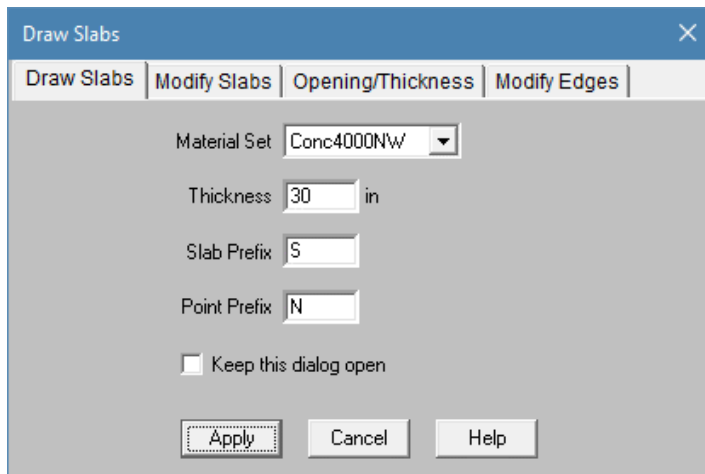 Draw Slabs
Draw Slabs Modify Slabs Opening/Thickness Modify Edges
Material Set Conc4000NW
Thickness 30 in
Slab Prefix S
Point Prefix N
Keep this dialog open
Apply Cancel Help